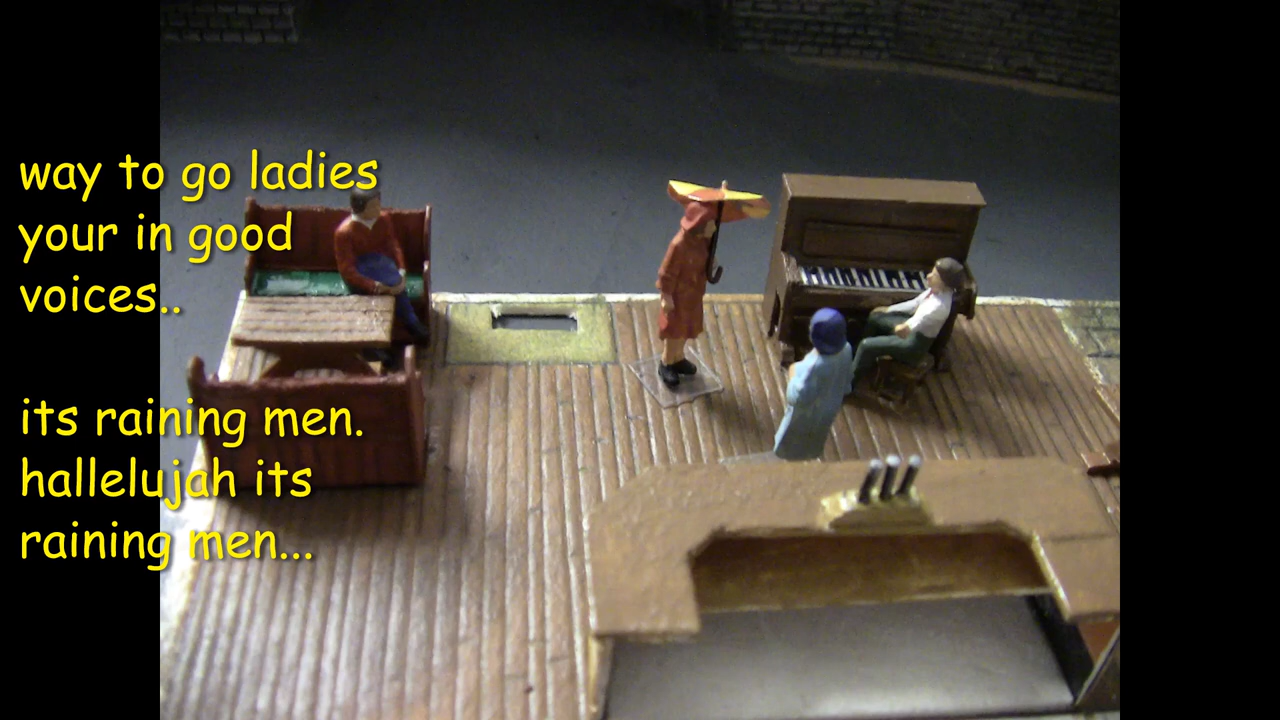 way to go ladies
your in good
voices..
its raining men.
hallelujah its
raining men...